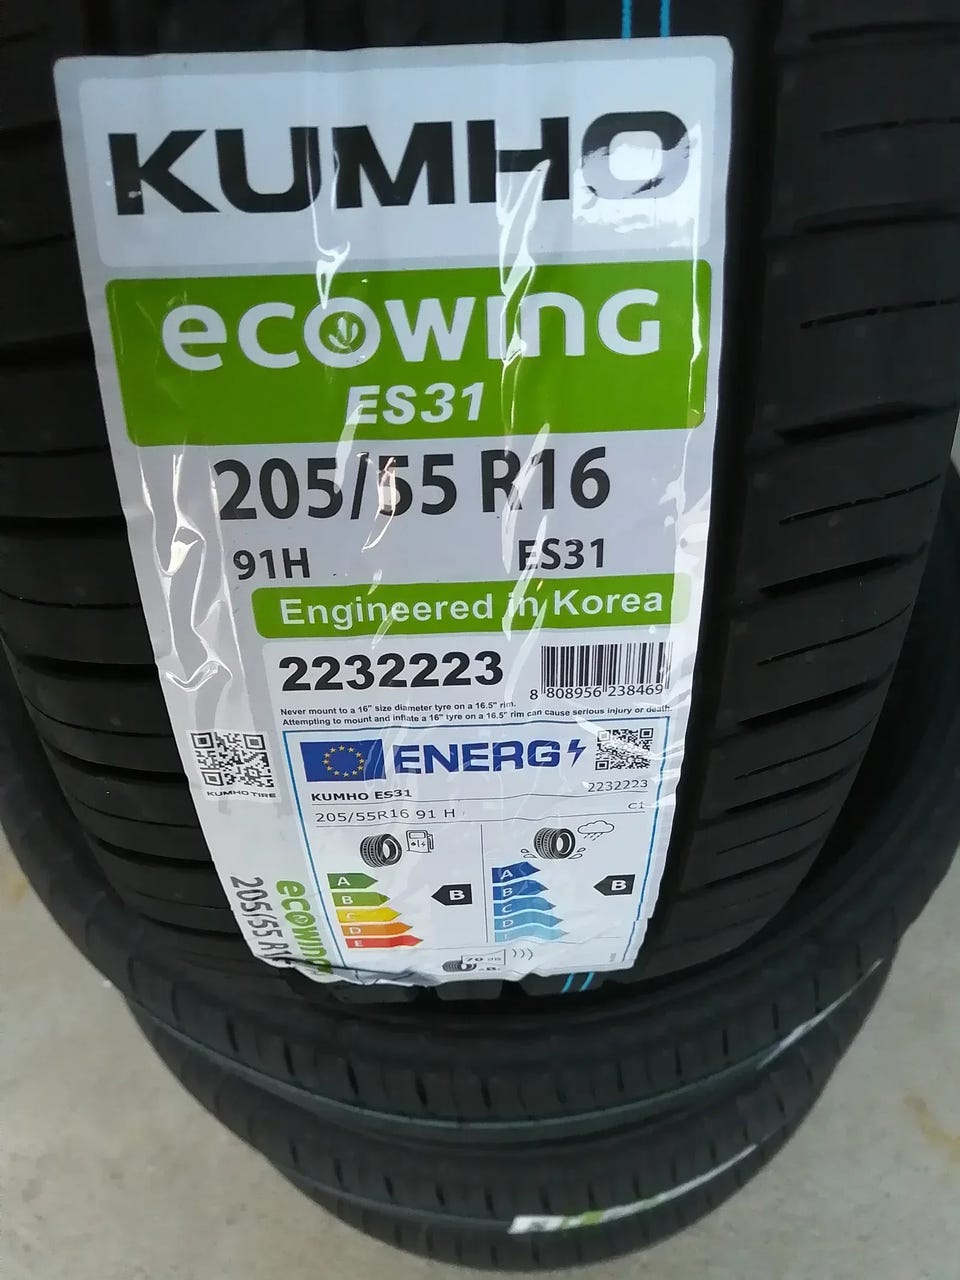 KUMHO
ecowing
ES31
205/55 R16
91H ES31
Engineered in Korea
2232223
8 808956 238469
Never mount to a 16" size diameter tyre on a 16.5" rim.
Attempting to mount and inflate a 16" tyre on a 16.5" rim can cause serious injury or death.
KUMHO TIRE
ENERG
KUMHO ES31 2232223
205/55R16 91 H C1
A
B
C
D
E
B
A
B
C
D
B
70 dB
B
ecowing
205/55 R16